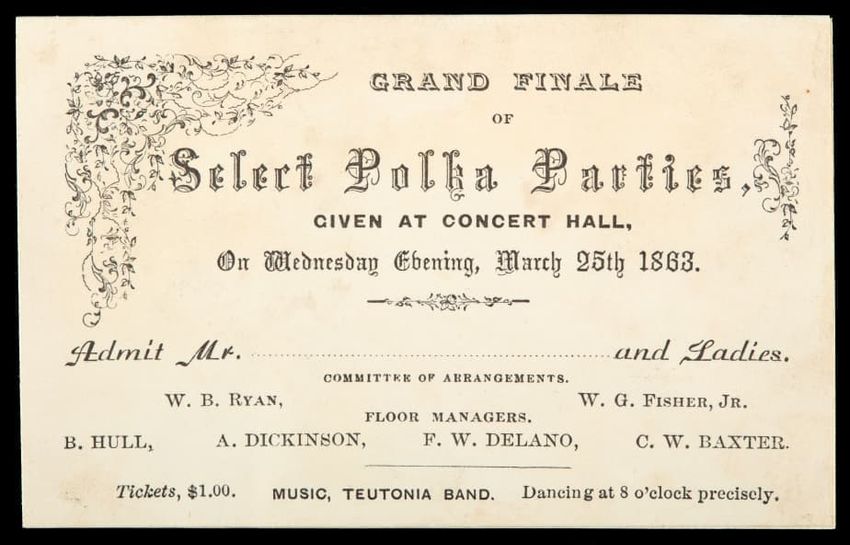 GRAND FINALE
OF
Select Polka Parties,
GIVEN AT CONCERT HALL,
On Wednesday Evening, March 25th 1863.
Admit Mr. ............................................................ and Ladies.
COMMITTEE OF ARRANGEMENTS.
W. B. RYAN, W. G. FISHER, JR.
FLOOR MANAGERS.
B. HULL, A. DICKINSON, F. W. DELANO, C. W. BAXTER.
Tickets, $1.00. MUSIC, TEUTONIA BAND. Dancing at 8 o'clock precisely.